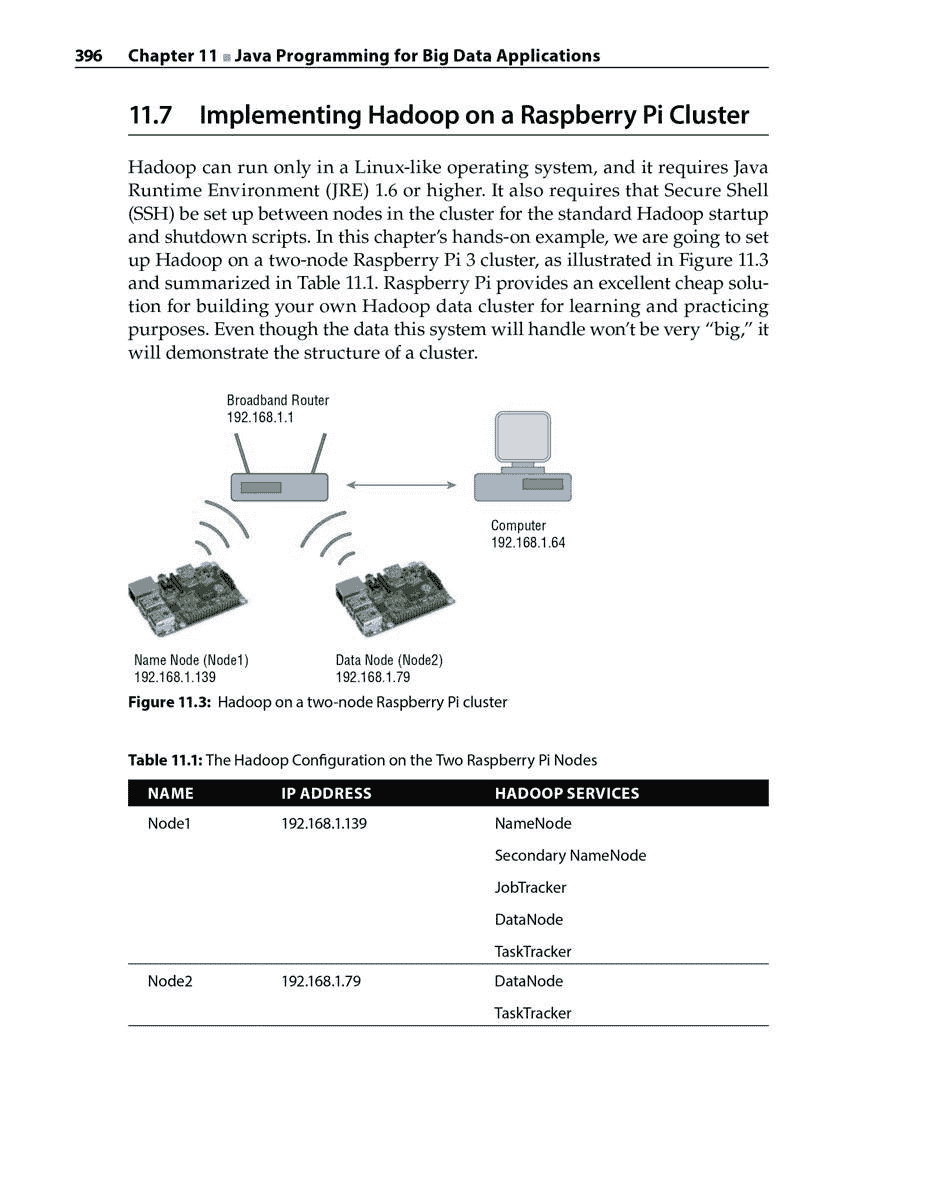 396 Chapter 11 ■ Java Programming for Big Data Applications
11.7 Implementing Hadoop on a Raspberry Pi Cluster
Hadoop can run only in a Linux-like operating system, and it requires Java
Runtime Environment (JRE) 1.6 or higher. It also requires that Secure Shell
(SSH) be set up between nodes in the cluster for the standard Hadoop startup
and shutdown scripts. In this chapter’s hands-on example, we are going to set
up Hadoop on a two-node Raspberry Pi 3 cluster, as illustrated in Figure 11.3
and summarized in Table 11.1. Raspberry Pi provides an excellent cheap solu-
tion for building your own Hadoop data cluster for learning and practicing
purposes. Even though the data this system will handle won’t be very “big,” it
will demonstrate the structure of a cluster.
Broadband Router
192.168.1.1
Computer
192.168.1.64
Name Node (Node1)
192.168.1.139
Data Node (Node2)
192.168.1.79
Figure 11.3: Hadoop on a two-node Raspberry Pi cluster
Table 11.1: The Hadoop Configuration on the Two Raspberry Pi Nodes
NAME IP ADDRESS HADOOP SERVICES
Node1 192.168.1.139 NameNode
Secondary NameNode
JobTracker
DataNode
TaskTracker
Node2 192.168.1.79 DataNode
TaskTracker